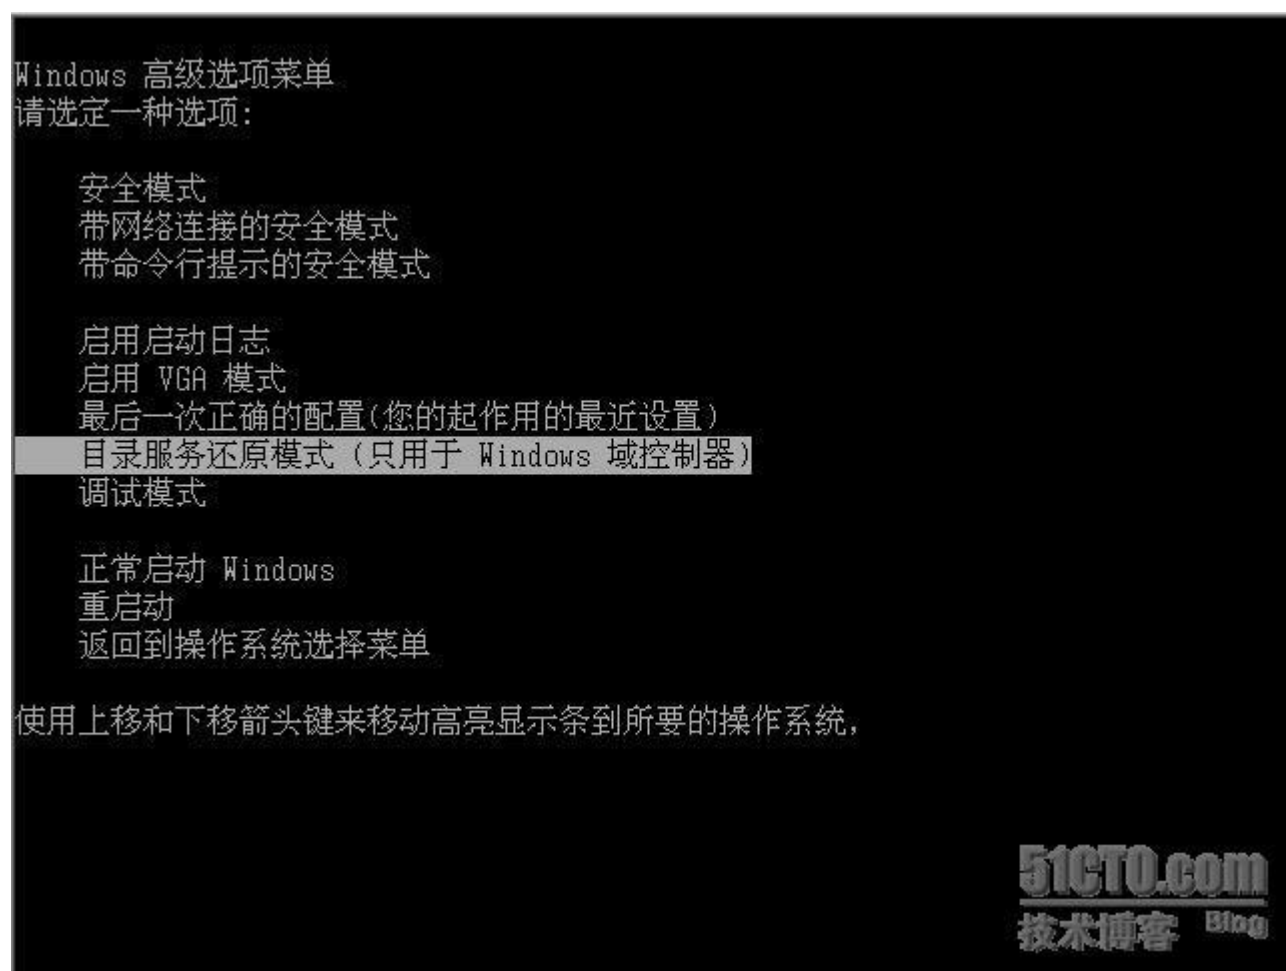 Windows 高级选项菜单
请选定一种选项:
安全模式
带网络连接的安全模式
带命令行提示的安全模式
启用启动日志
启用 VGA 模式
最后一次正确的配置(您的起作用的最近设置)
目录服务还原模式 (只用于 Windows 域控制器)
调试模式
正常启动 Windows
重启动
返回到操作系统选择菜单
使用上移和下移箭头键来移动高亮显示条到所要的操作系统,
51CTO.com
技术博客 Blog